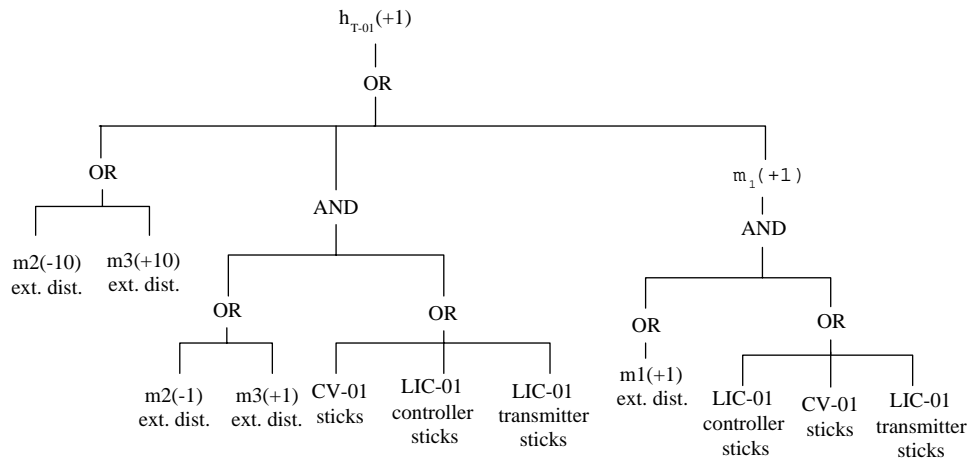 h_T-01(+1)
OR
OR
AND
m_1(+1)
AND
m2(-10)
ext. dist.
m3(+10)
ext. dist.
OR
OR
OR
OR
m2(-1)
ext. dist.
m3(+1)
ext. dist.
CV-01
sticks
LIC-01
controller
sticks
LIC-01
transmitter
sticks
m1(+1)
ext. dist.
LIC-01
controller
sticks
CV-01
sticks
LIC-01
transmitter
sticks